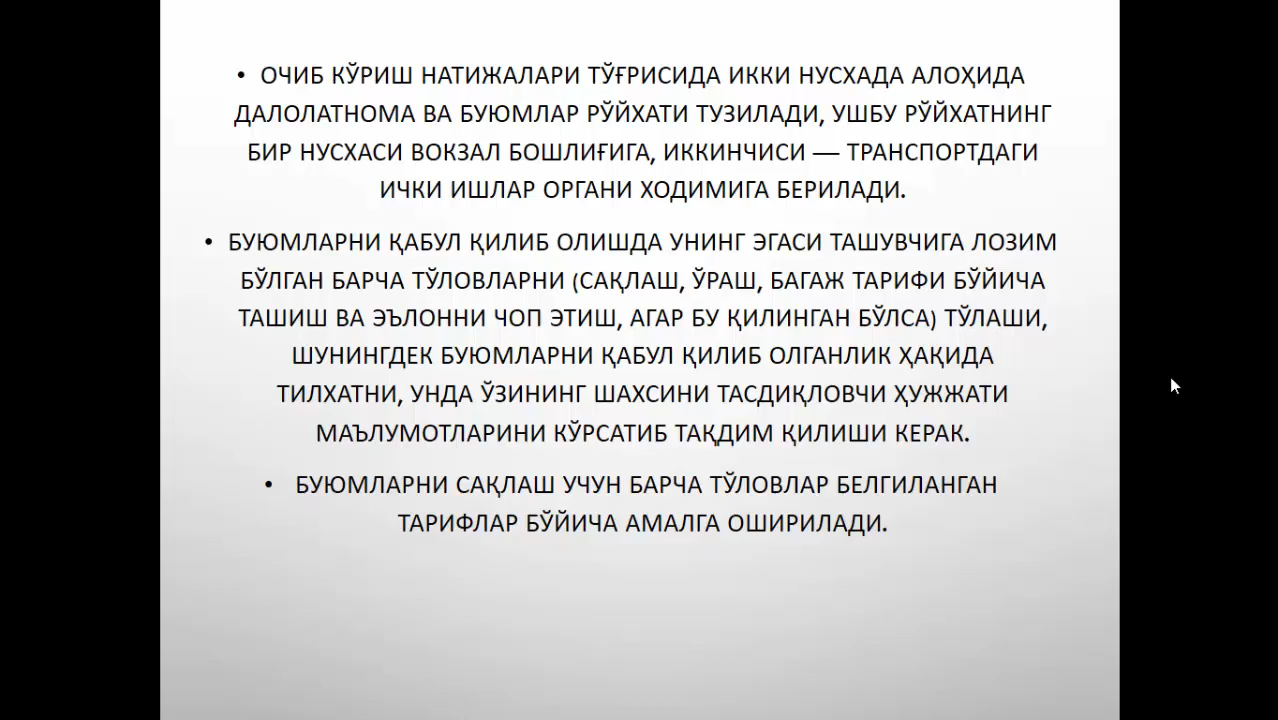 • ОЧИБ КЎРИШ НАТИЖАЛАРИ ТЎҒРИСИДА ИККИ НУСХАДА АЛОҲИДА
ДАЛОЛАТНОМА ВА БУЮМЛАР РЎЙХАТИ ТУЗИЛАДИ, УШБУ РЎЙХАТНИНГ
БИР НУСХАСИ ВОКЗАЛ БОШЛИҒИГА, ИККИНЧИСИ — ТРАНСПОРТДАГИ
ИЧКИ ИШЛАР ОРГАНИ ХОДИМИГА БЕРИЛАДИ.
• БУЮМЛАРНИ ҚАБУЛ ҚИЛИБ ОЛИШДА УНИНГ ЭГАСИ ТАШУВЧИГА ЛОЗИМ
БЎЛГАН БАРЧА ТЎЛОВЛАРНИ (САҚЛАШ, ЎРАШ, БАГАЖ ТАРИФИ БЎЙИЧА
ТАШИШ ВА ЭЪЛОННИ ЧОП ЭТИШ, АГАР БУ ҚИЛИНГАН БЎЛСА) ТЎЛАШИ,
ШУНИНГДЕК БУЮМЛАРНИ ҚАБУЛ ҚИЛИБ ОЛГАНЛИК ҲАҚИДА
ТИЛХАТНИ, УНДА ЎЗИНИНГ ШАХСИНИ ТАСДИҚЛОВЧИ ҲУЖЖАТИ
МАЪЛУМОТЛАРИНИ КЎРСАТИБ ТАҚДИМ ҚИЛИШИ КЕРАК.
• БУЮМЛАРНИ САҚЛАШ УЧУН БАРЧА ТЎЛОВЛАР БЕЛГИЛАНГАН
ТАРИФЛАР БЎЙИЧА АМАЛГА ОШИРИЛАДИ.